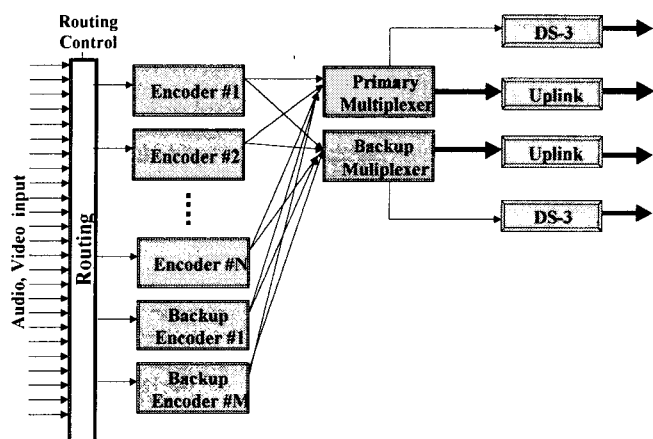 Routing
Control
Audio, Video input
Routing
Encoder #1
Encoder #2
Encoder #N
Backup
Encoder #1
Backup
Encoder #M
Primary
Multiplexer
Backup
Muliplexer
DS-3
Uplink
Uplink
DS-3